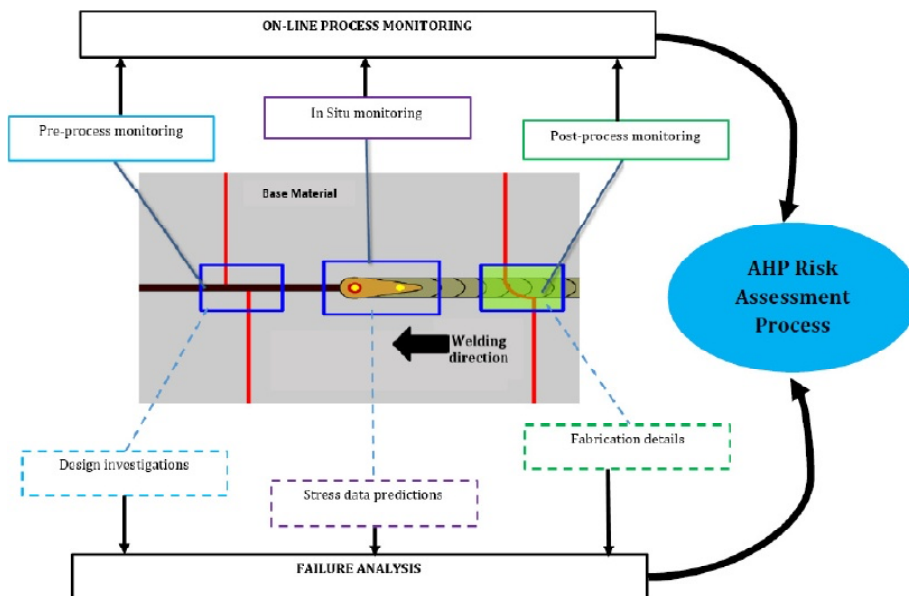 ON-LINE PROCESS MONITORING
In Situ monitoring
Pre-process monitoring
Post-process monitoring
Base Material
AHP Risk
Assessment
Process
Welding
direction
Fabrication details
Design investigations
Stress data predictions
FAILURE ANALYSIS